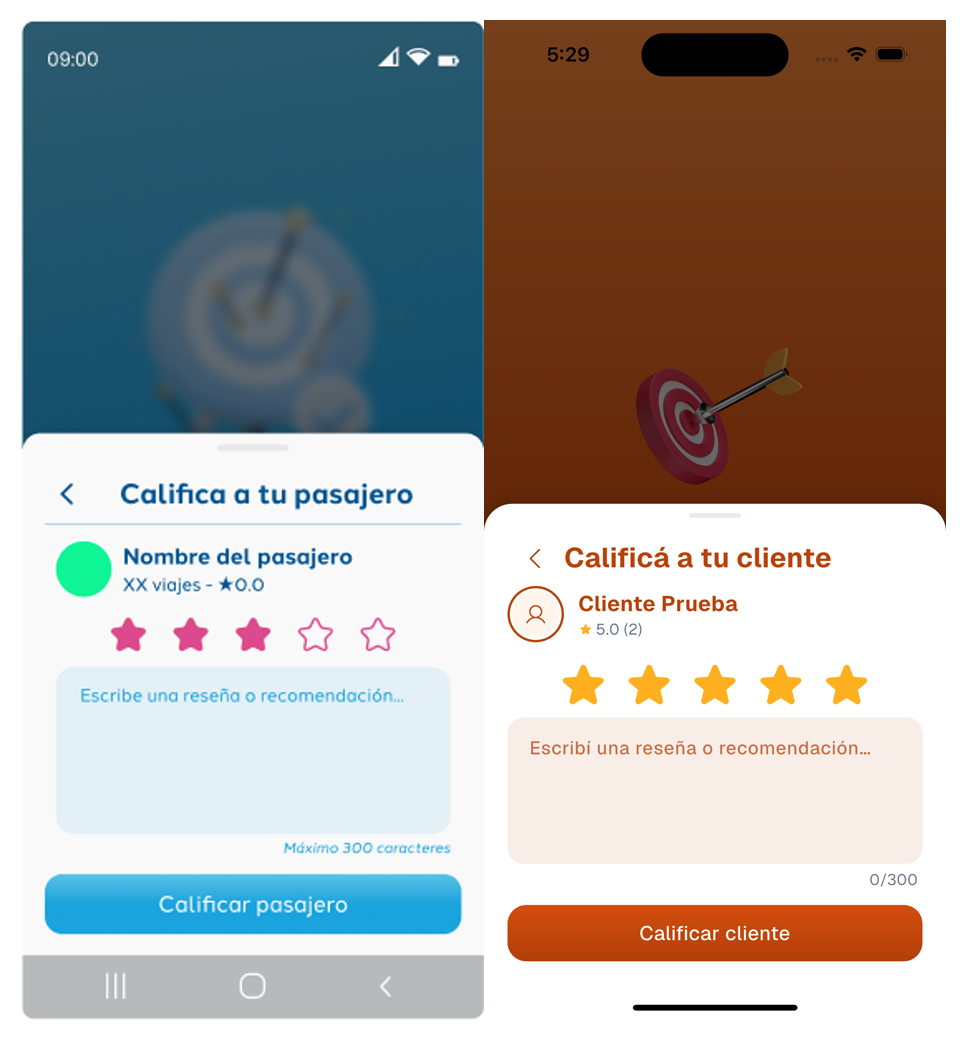 09:00
Califica a tu pasajero
Nombre del pasajero
XX viajes - ★0.0
Escribe una reseña o recomendación...
Máximo 300 caracteres
Calificar pasajero
5:29
Calificá a tu cliente
Cliente Prueba
★ 5.0 (2)
Escribí una reseña o recomendación...
0/300
Calificar cliente